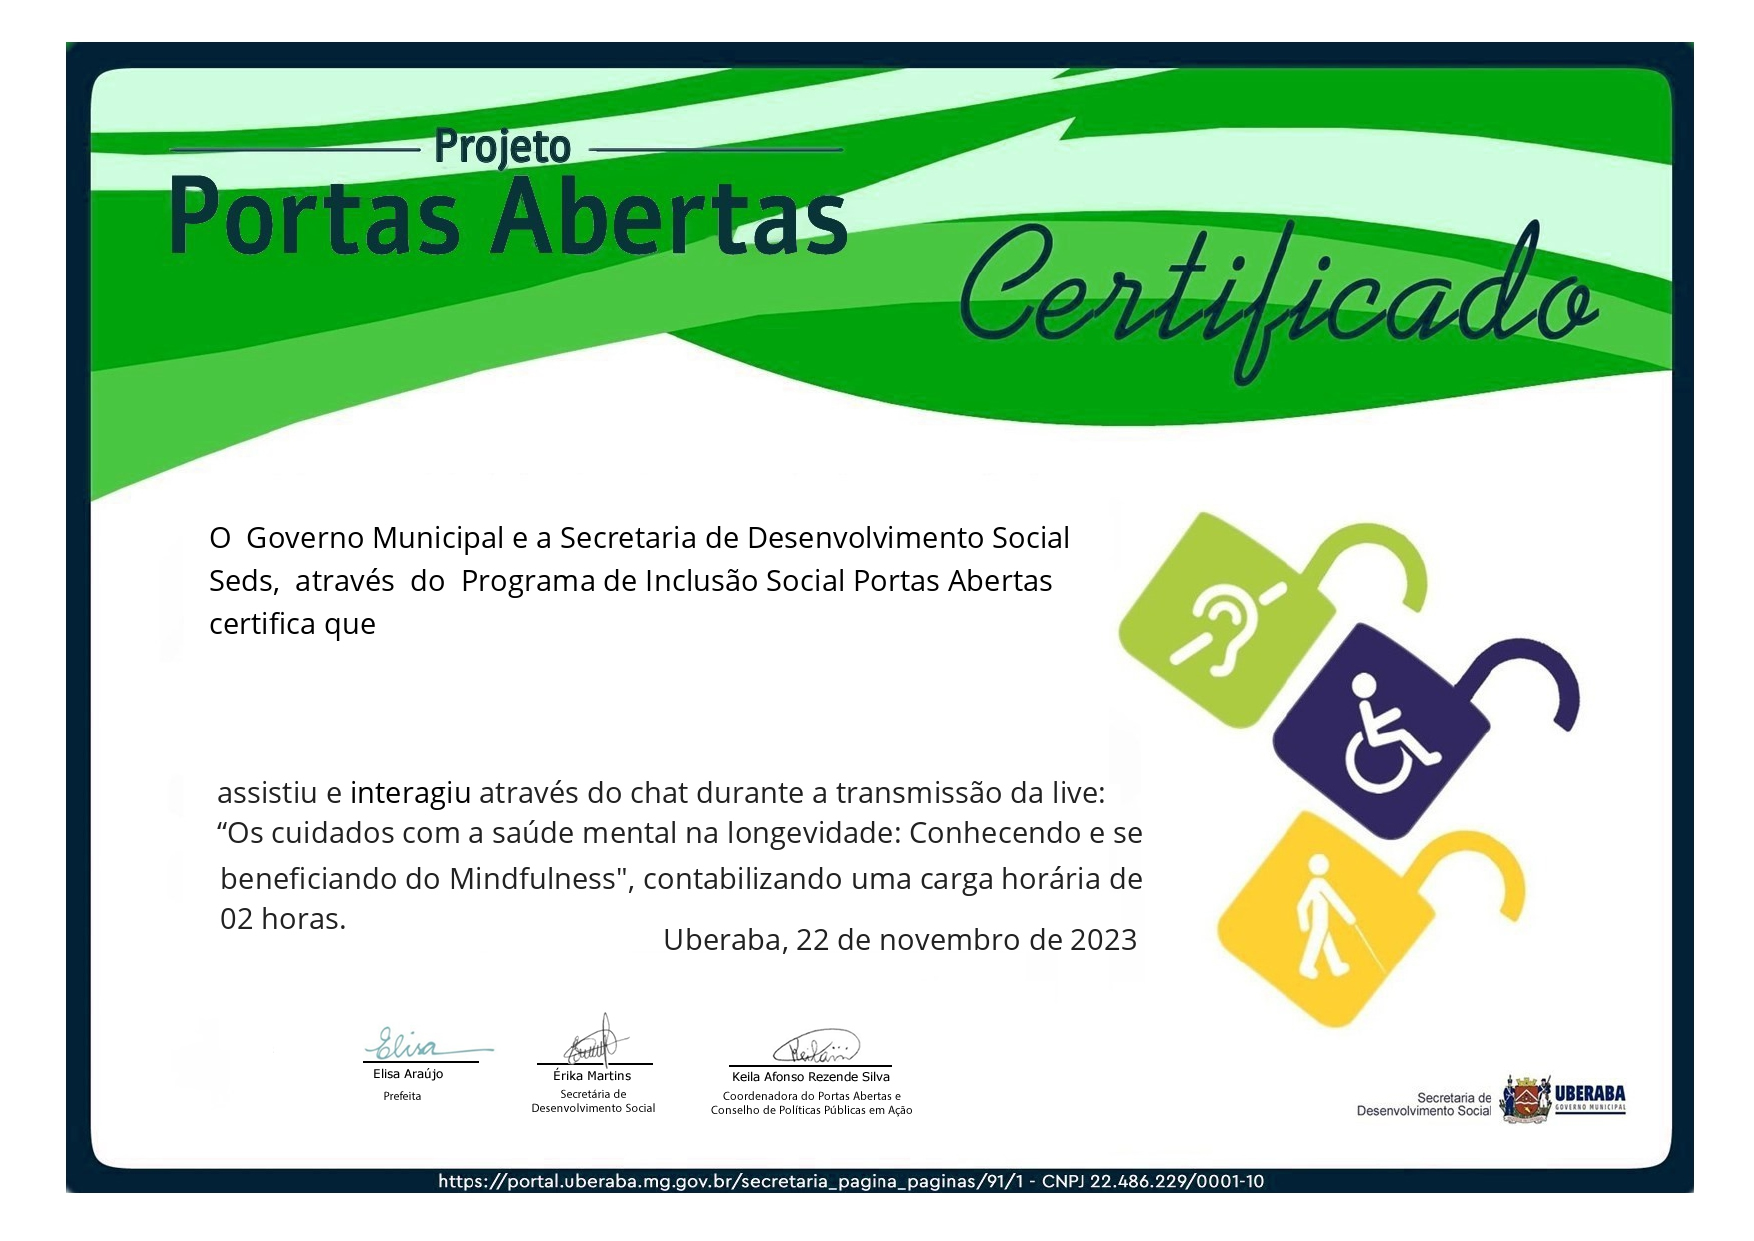 Projeto
Portas Abertas
Certificado
O Governo Municipal e a Secretaria de Desenvolvimento Social
Seds, através do Programa de Inclusão Social Portas Abertas
certifica que
assistiu e interagiu através do chat durante a transmissão da live:
“Os cuidados com a saúde mental na longevidade: Conhecendo e se
beneficiando do Mindfulness", contabilizando uma carga horária de
02 horas.
Uberaba, 22 de novembro de 2023
Elisa
Elisa Araújo
Prefeita
Érika Martins
Secretária de
Desenvolvimento Social
Keila Afonso Rezende Silva
Coordenadora do Portas Abertas e
Conselho de Políticas Públicas em Ação
Secretaria de
Desenvolvimento Social
UBERABA
GOVERNO MUNICIPAL
https://portal.uberaba.mg.gov.br/secretaria_pagina_paginas/91/1 - CNPJ 22.486.229/0001-10